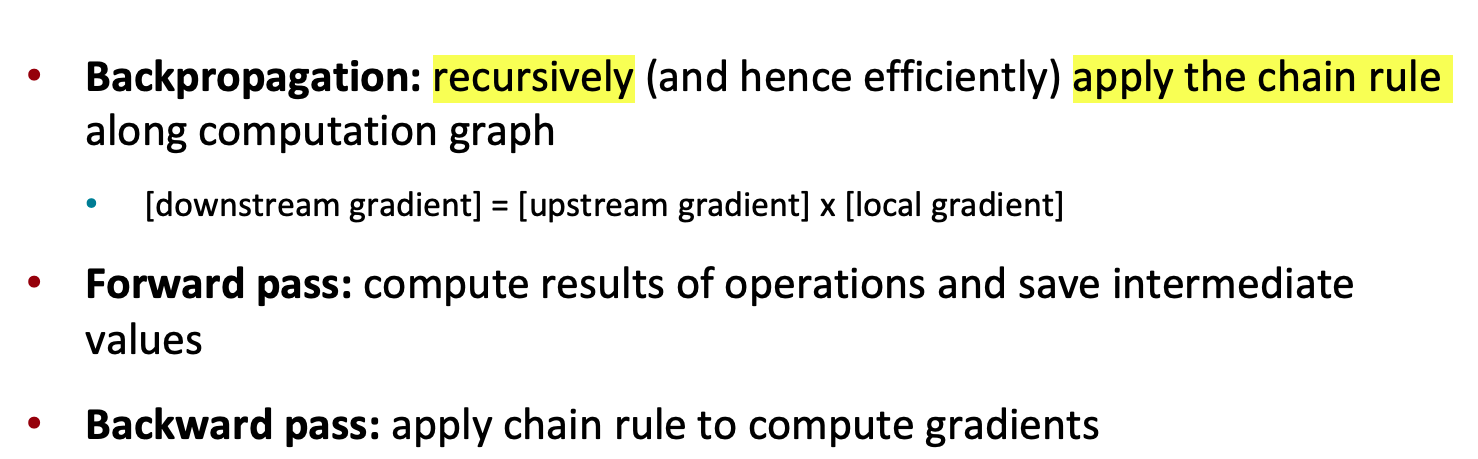 • Backpropagation: recursively (and hence efficiently) apply the chain rule
along computation graph
• [downstream gradient] = [upstream gradient] x [local gradient]
• Forward pass: compute results of operations and save intermediate
values
• Backward pass: apply chain rule to compute gradients